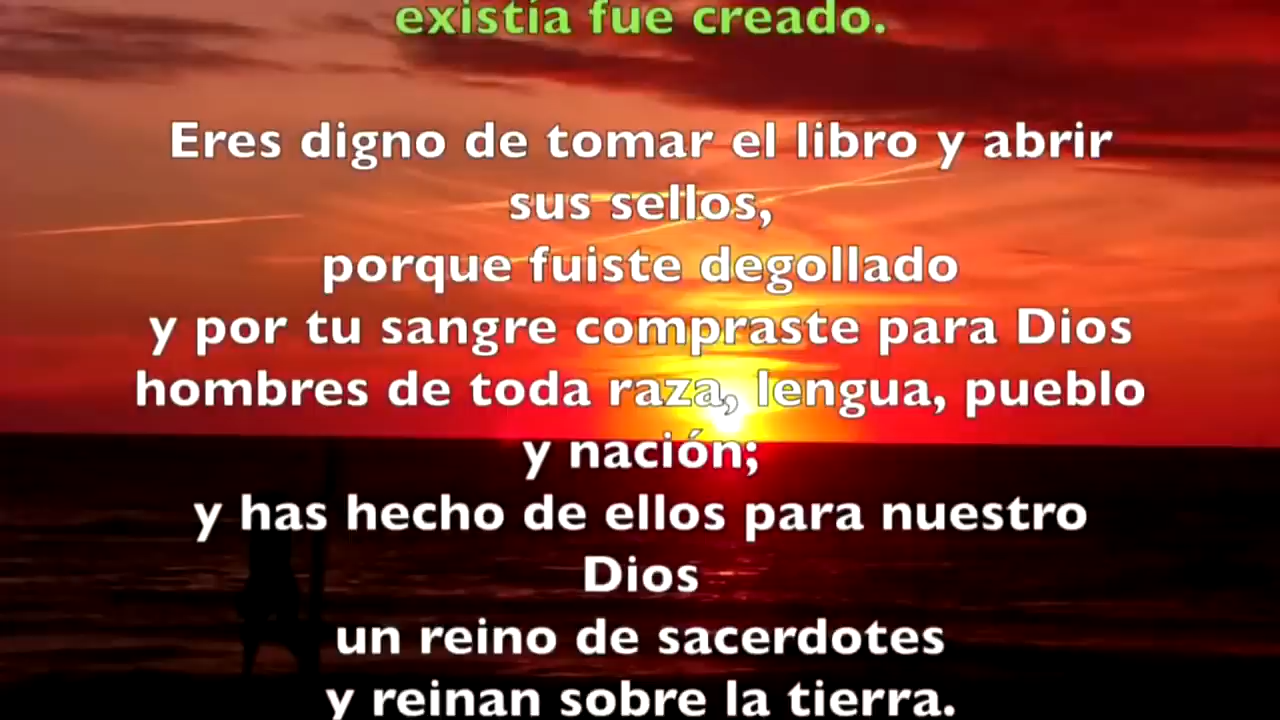 existía fue creado.
Eres digno de tomar el libro y abrir
sus sellos,
porque fuiste degollado
y por tu sangre compraste para Dios
hombres de toda raza, lengua, pueblo
y nación;
y has hecho de ellos para nuestro
Dios
un reino de sacerdotes
y reinan sobre la tierra.